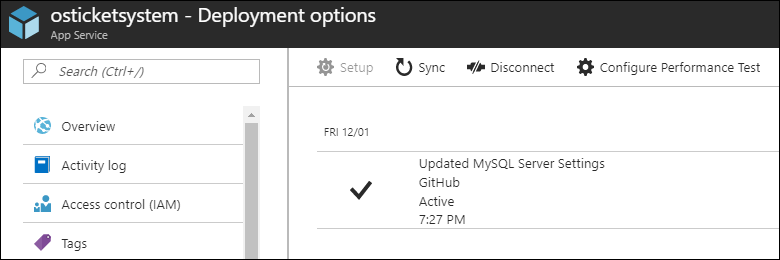 osticketsystem - Deployment options
App Service
Search (Ctrl+/)
Setup Sync Disconnect Configure Performance Test
Overview
Activity log
Access control (IAM)
Tags
FRI 12/01
Updated MySQL Server Settings
GitHub
Active
7:27 PM